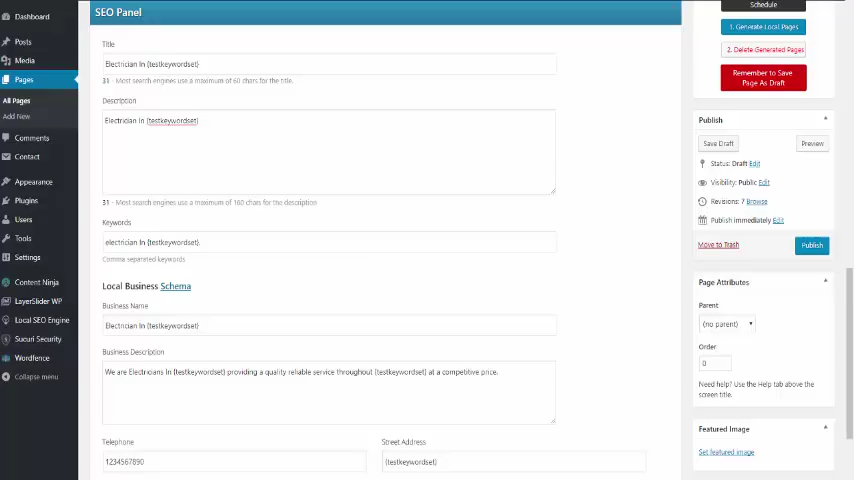 Dashboard
Posts
Media
Pages
All Pages
Add New
Comments
Contact
Appearance
Plugins
Users
Tools
Settings
Content Ninja
LayerSlider WP
Local SEO Engine
Sucuri Security
Wordfence
Collapse menu
SEO Panel
Title
Electrician In {testkeywordset}
31 - Most search engines use a maximum of 60 chars for the title.
Description
Electrician In {testkeywordset}
31 - Most search engines use a maximum of 160 chars for the description
Keywords
electrician In {testkeywordset},
Comma separated keywords
Local Business Schema
Business Name
Electrician In {testkeywordset}
Business Description
We are Electricians In {testkeywordset} providing a quality reliable service throughout {testkeywordset} at a competitive price.
Telephone
Street Address
1234567890
{testkeywordset}
Schedule
1. Generate Local Pages
2. Delete Generated Pages
Remember to Save
Page As Draft
Publish
Save Draft
Preview
Status: Draft Edit
Visibility: Public Edit
Revisions: 7 Browse
Publish immediately Edit
Move to Trash
Publish
Page Attributes
Parent
(no parent)
Order
0
Need help? Use the Help tab above the
screen title.
Featured Image
Set featured image